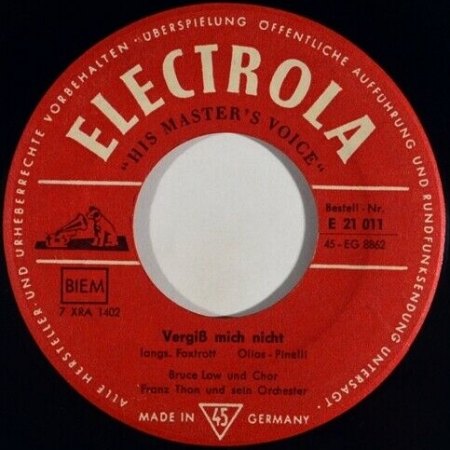 ALLE HERSTELLER- UND URHEBERRECHTE VORBEHALTEN · ÜBERSPIELUNG ÖFFENTLICHE AUFFÜHRUNG UND RUNDFUNKSENDUNG UNTERSAGT ·
ELECTROLA
"HIS MASTER'S VOICE"
Bestell-Nr.
E 21 011
45-EG 8862
BIEM
7 XRA 1402
Vergiß mich nicht
langs. Foxtrott Olias-Pinelli
Bruce Low und Chor
Franz Thon und sein Orchester
MADE IN 45 GERMANY